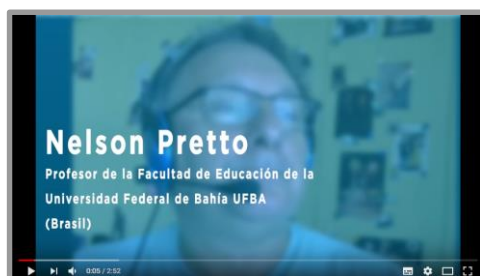 Nelson Pretto
Profesor de la Facultad de Educación de la
Universidad Federal de Bahía UFBA
(Brasil)
0:05 / 2:52